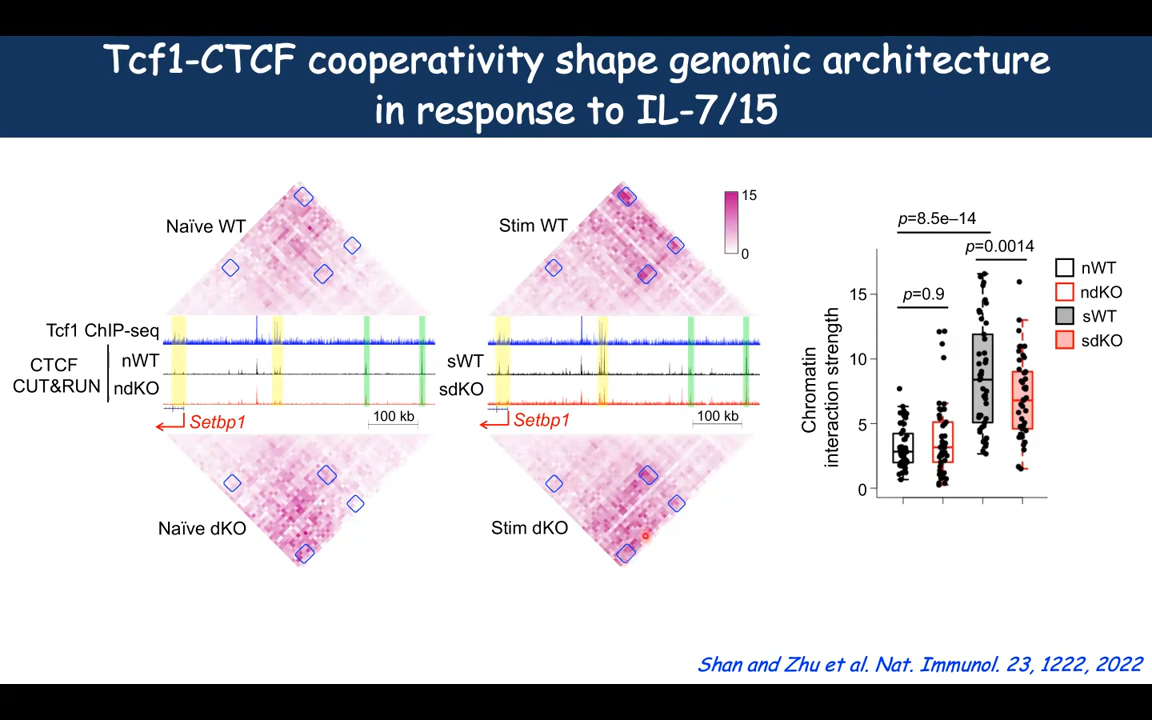 Tcf1-CTCF cooperativity shape genomic architecture
in response to IL-7/15
Naïve WT
Stim WT
15
0
Tcf1 ChIP-seq
CTCF
CUT&RUN
nWT
ndKO
sWT
sdKO
Setbp1
100 kb
Setbp1
100 kb
Naïve dKO
Stim dKO
p=8.5e–14
p=0.0014
p=0.9
Chromatin
interaction strength
15
10
5
0
nWT
ndKO
sWT
sdKO
Shan and Zhu et al. Nat. Immunol. 23, 1222, 2022